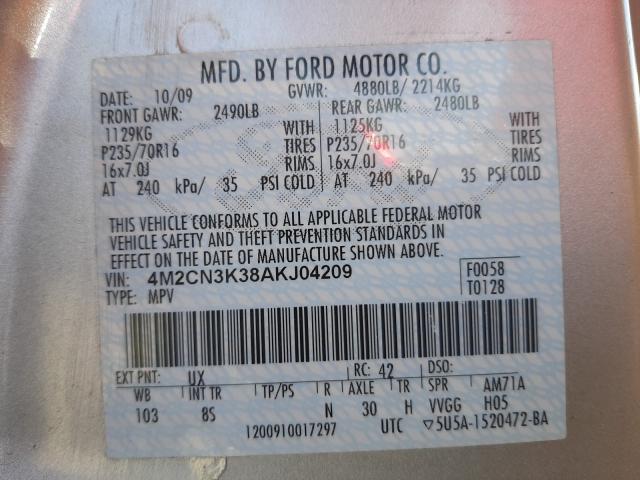 MFD. BY FORD MOTOR CO.
DATE: 10/09 GVWR: 4880LB/ 2214KG
FRONT GAWR: 2490LB REAR GAWR: 2480LB
1129KG WITH 1125KG WITH
P235/70R16 TIRES P235/70R16 TIRES
16x7.0J RIMS 16x7.0J RIMS
AT 240 kPa/ 35 PSI COLD AT 240 kPa/ 35 PSI COLD
THIS VEHICLE CONFORMS TO ALL APPLICABLE FEDERAL MOTOR
VEHICLE SAFETY AND THEFT PREVENTION STANDARDS IN
EFFECT ON THE DATE OF MANUFACTURE SHOWN ABOVE.
VIN: 4M2CN3K38AKJ04209 F0058
TYPE: MPV T0128
EXT PNT: UX RC: 42 DSO:
WB INT TR TP/PS R AXLE TR SPR AM71A
103 8S N 30 H VVGG H05
1200910017297 UTC ▽5U5A-1520472-BA